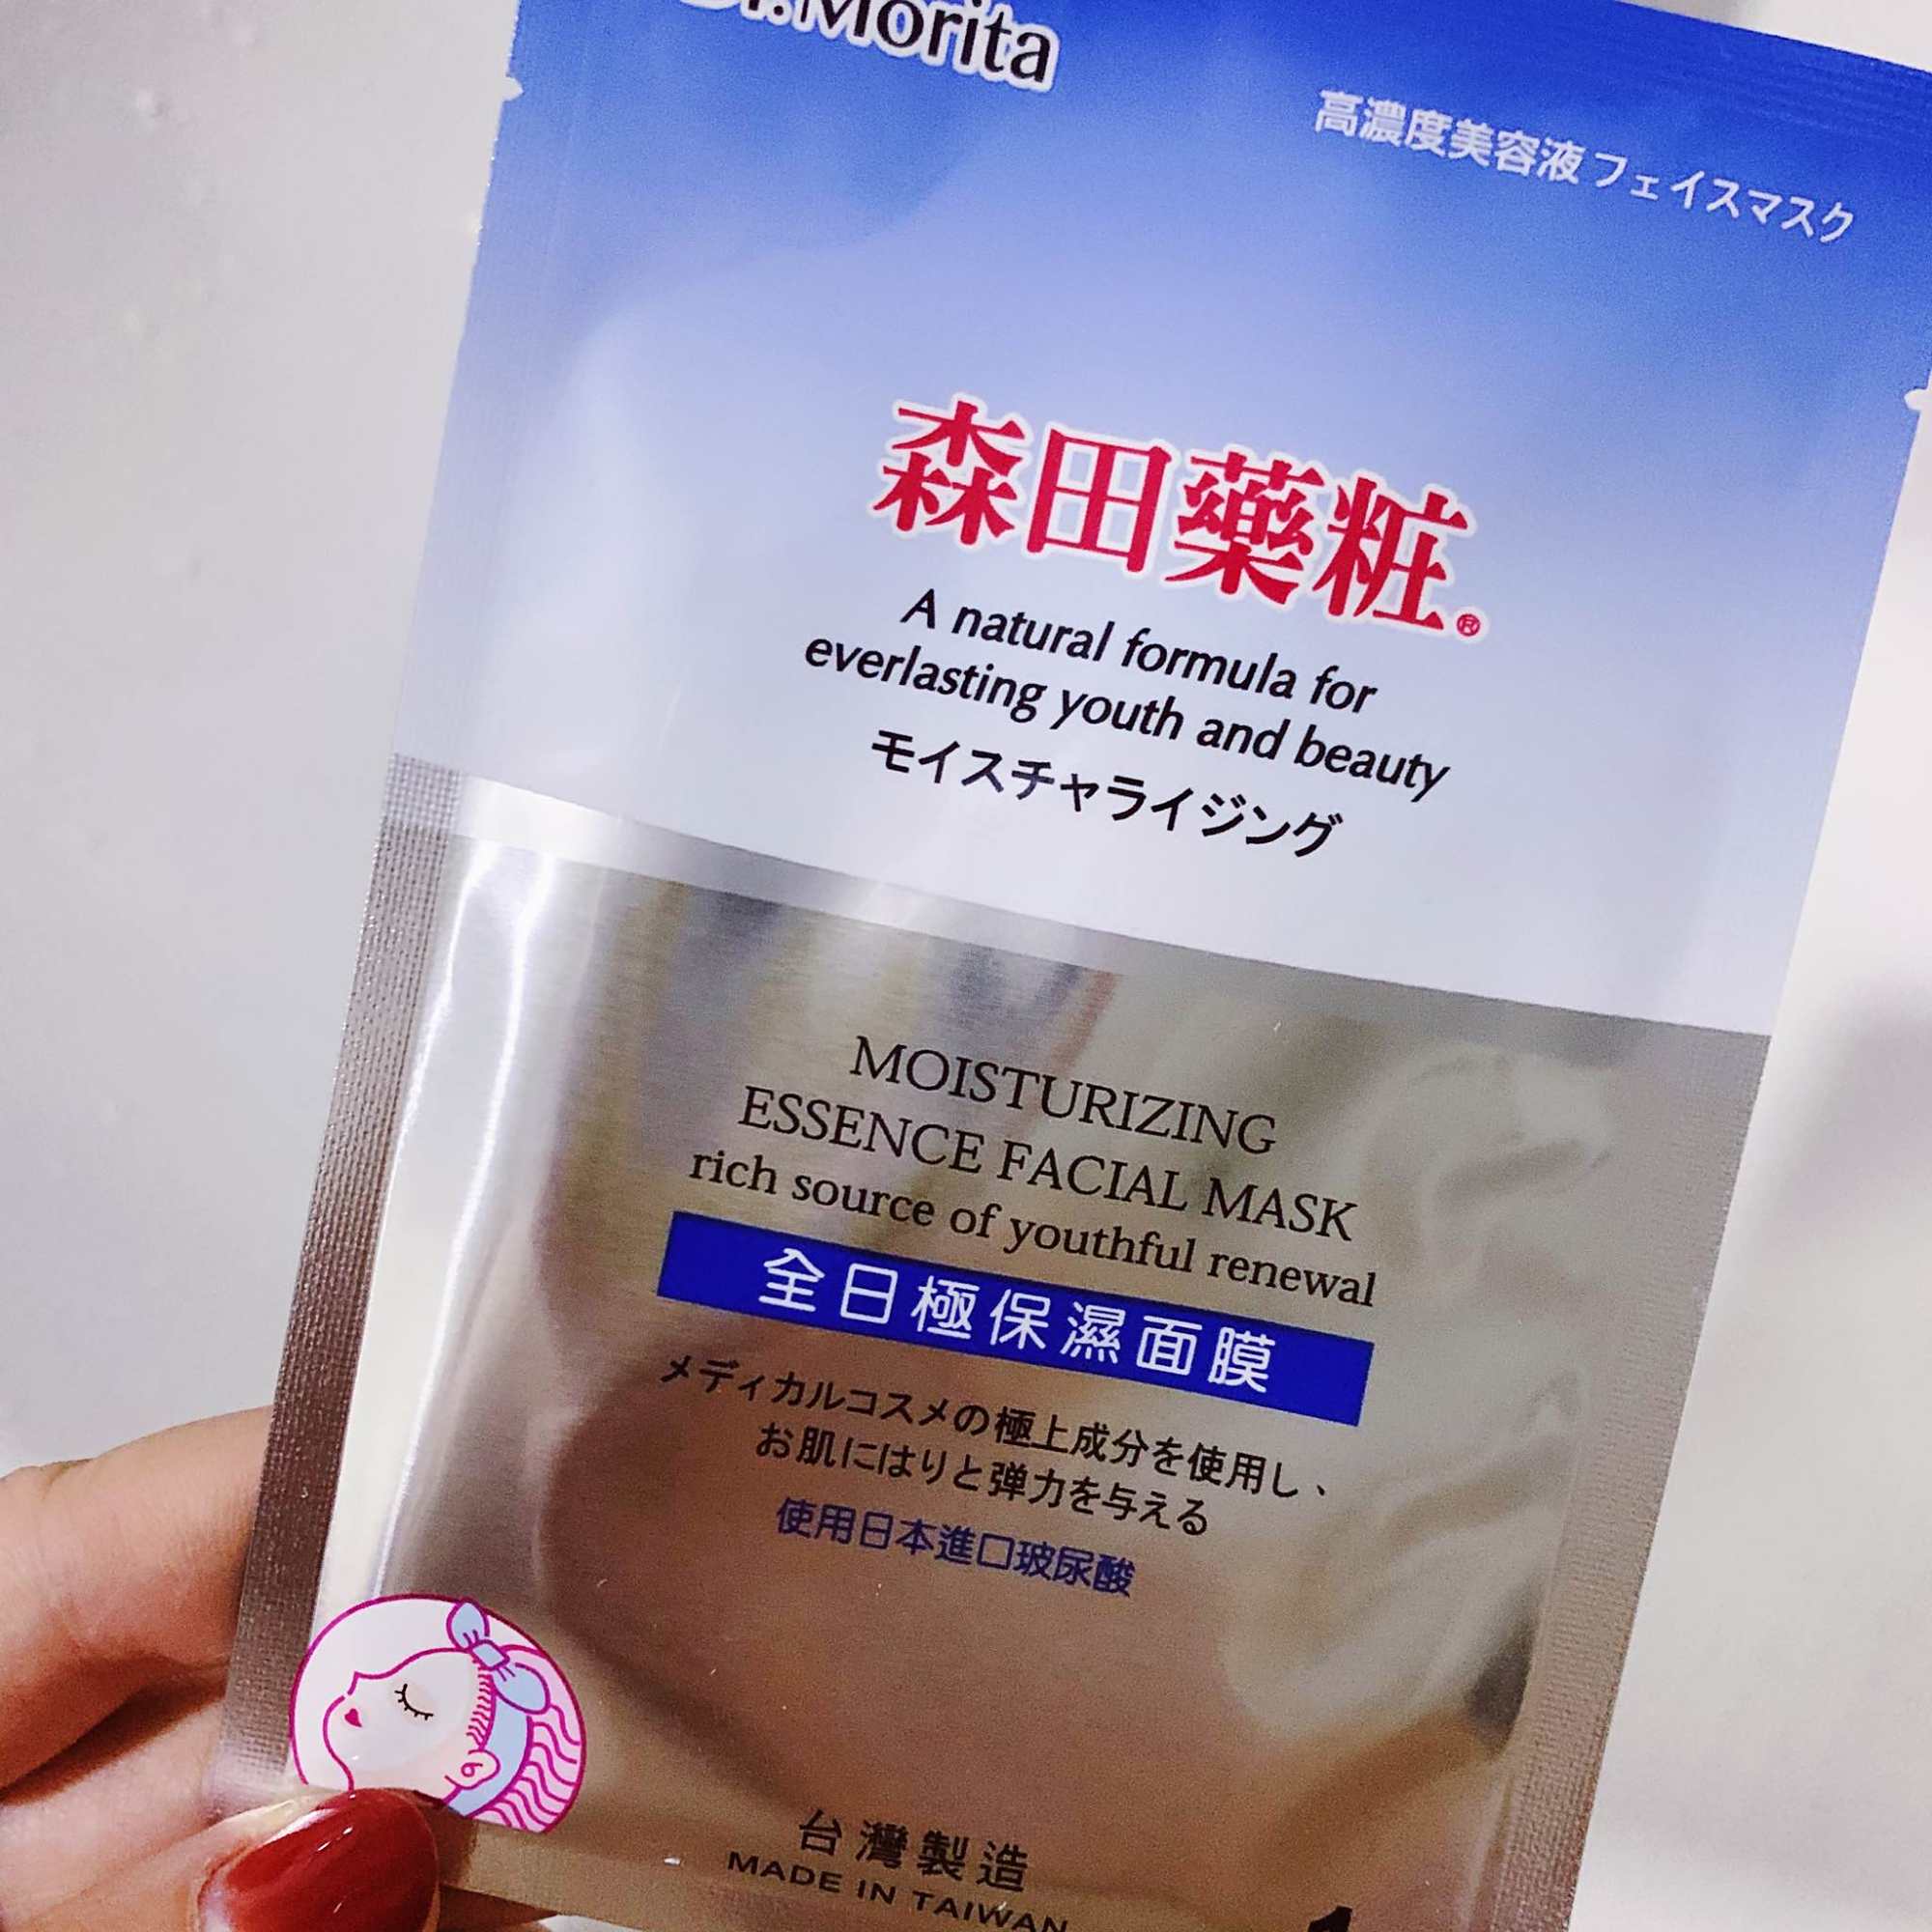 Dr.Morita
高濃度美容液 フェイスマスク
森田藥粧®
A natural formula for
everlasting youth and beauty
モイスチャライジング
MOISTURIZING
ESSENCE FACIAL MASK
rich source of youthful renewal
全日極保濕面膜
メディカルコスメの極上成分を使用し、
お肌にはりと弾力を与える
使用日本進口玻尿酸
台灣製造
MADE IN TAIWAN